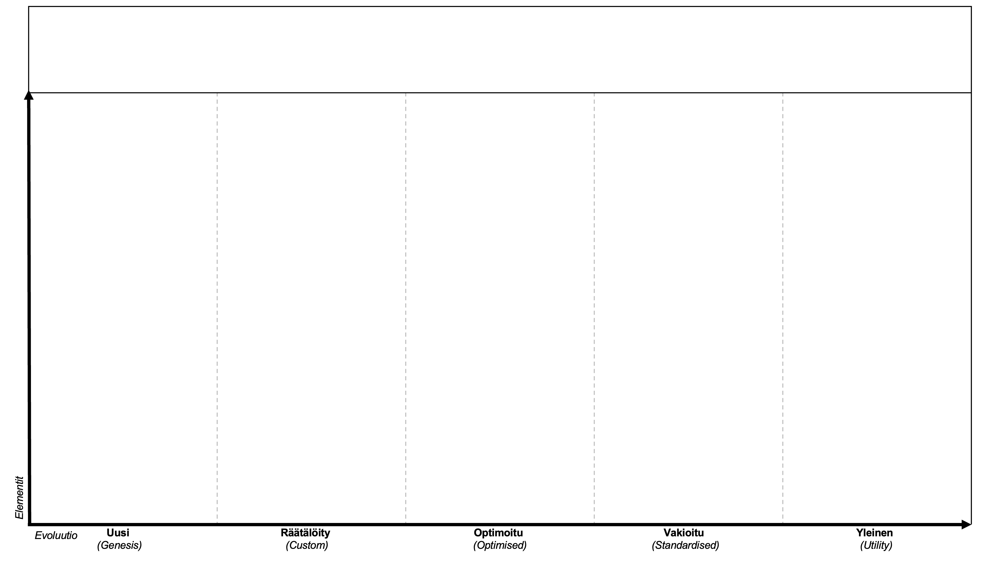 Elementit
Evoluutio
Uusi
(Genesis)
Räätälöity
(Custom)
Optimoitu
(Optimised)
Vakioitu
(Standardised)
Yleinen
(Utility)